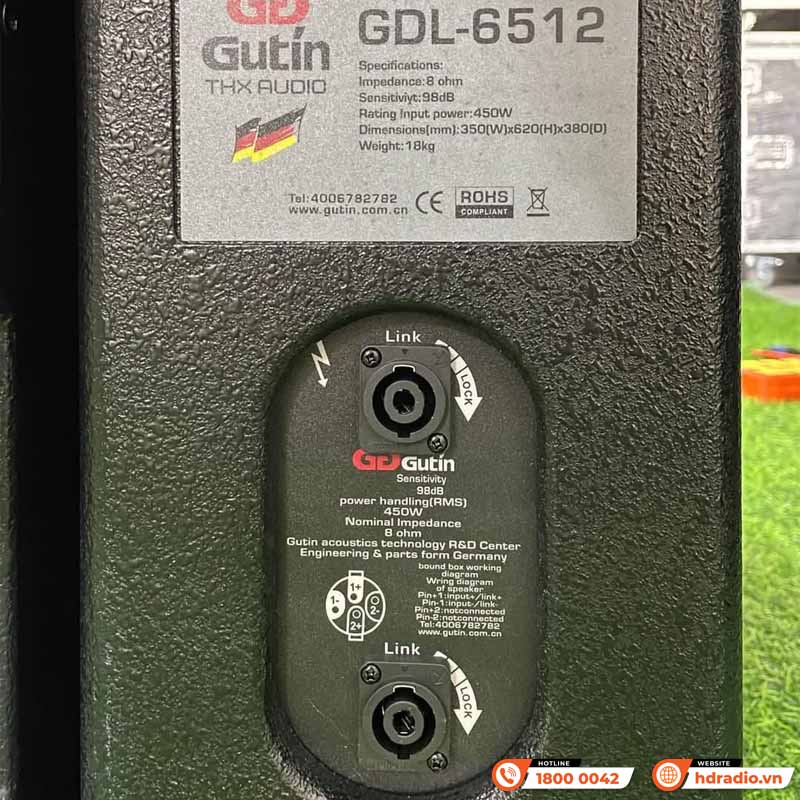 GDL-6512
Gutín
THX AUDIO
Specifications:
Impedance:8 ohm
Sensitiviyt:98dB
Rating Input power:450W
Dimensions(mm):350(W)x620(H)x380(D)
Weight:18kg
Tel:4006782782
www.gutin.com.cn
CE
ROHS
COMPLIANT
Link
LOCK
Gutín
Sensitivity
98dB
power handling(RMS)
450W
Nominal Impedance
8 ohm
Gutin acoustics technology R&D Center
Engineering & parts form Germany
bound box working
diagram
Wring diagram
of speaker
Pin+1:input+/link+
Pin-1:input-/link-
Pin+2:notconnected
Pin-2:notconnected
Tel:4006782782
www.gutin.com.cn
1+
1-
2-
2+
Link
LOCK
HOTLINE
1800 0042
WEBSITE
hdradio.vn